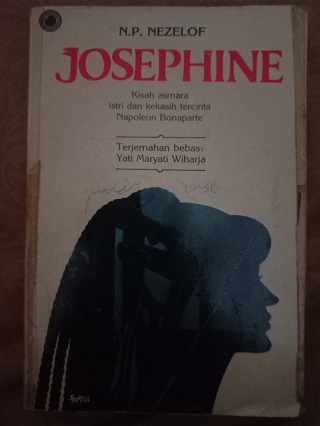 N.P. NEZELOF
JOSEPHINE
Kisah asmara
istri dan kekasih tercinta
Napoleon Bonaparte
Terjemahan bebas:
Yati Maryati Wiharja